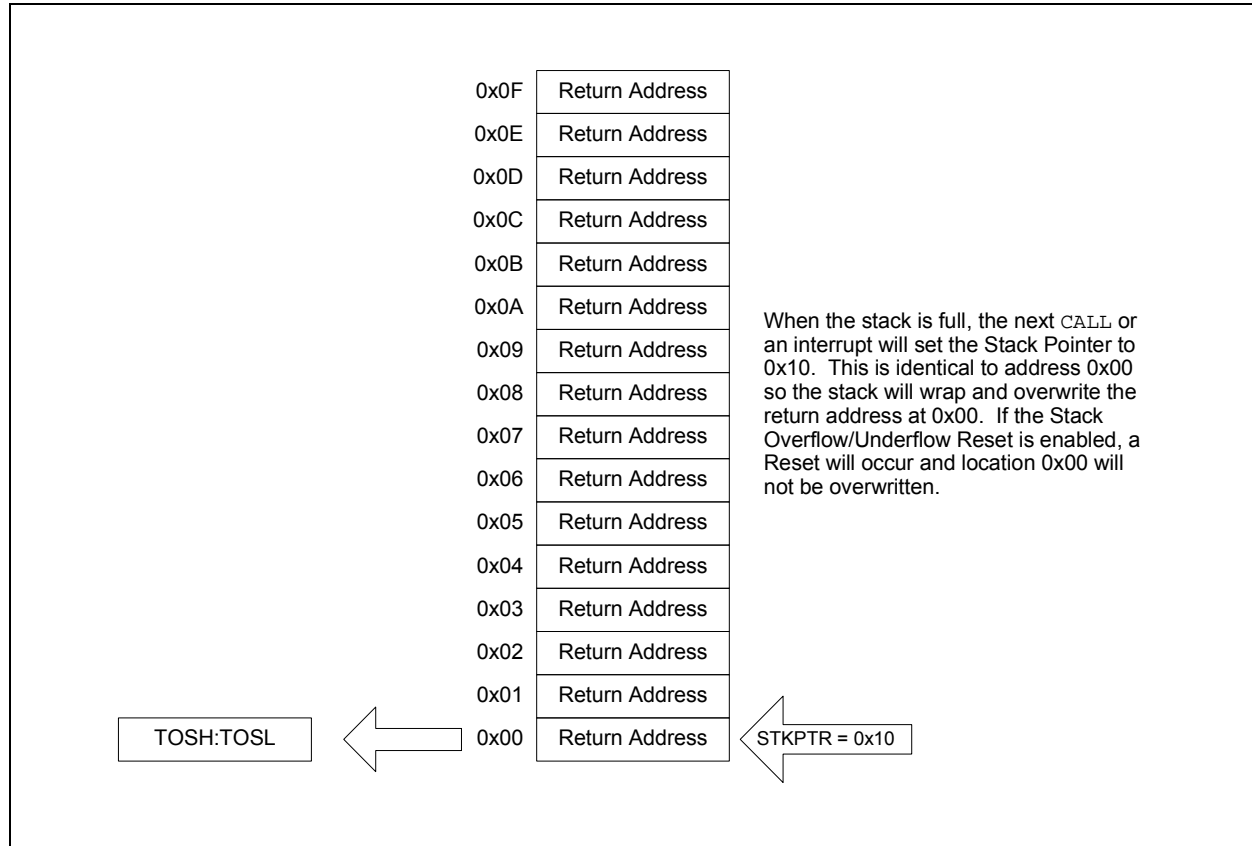 0x0F Return Address
0x0E Return Address
0x0D Return Address
0x0C Return Address
0x0B Return Address
0x0A Return Address
0x09 Return Address
0x08 Return Address
0x07 Return Address
0x06 Return Address
0x05 Return Address
0x04 Return Address
0x03 Return Address
0x02 Return Address
0x01 Return Address
TOSH:TOSL 0x00 Return Address STKPTR = 0x10
When the stack is full, the next CALL or
an interrupt will set the Stack Pointer to
0x10. This is identical to address 0x00
so the stack will wrap and overwrite the
return address at 0x00. If the Stack
Overflow/Underflow Reset is enabled, a
Reset will occur and location 0x00 will
not be overwritten.